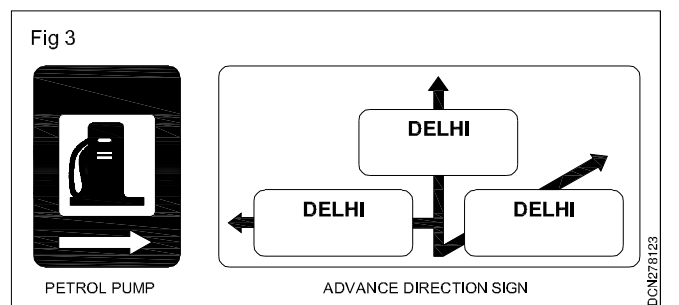 Fig 3
DELHI
DELHI
DELHI
PETROL PUMP
ADVANCE DIRECTION SIGN
DCN278123